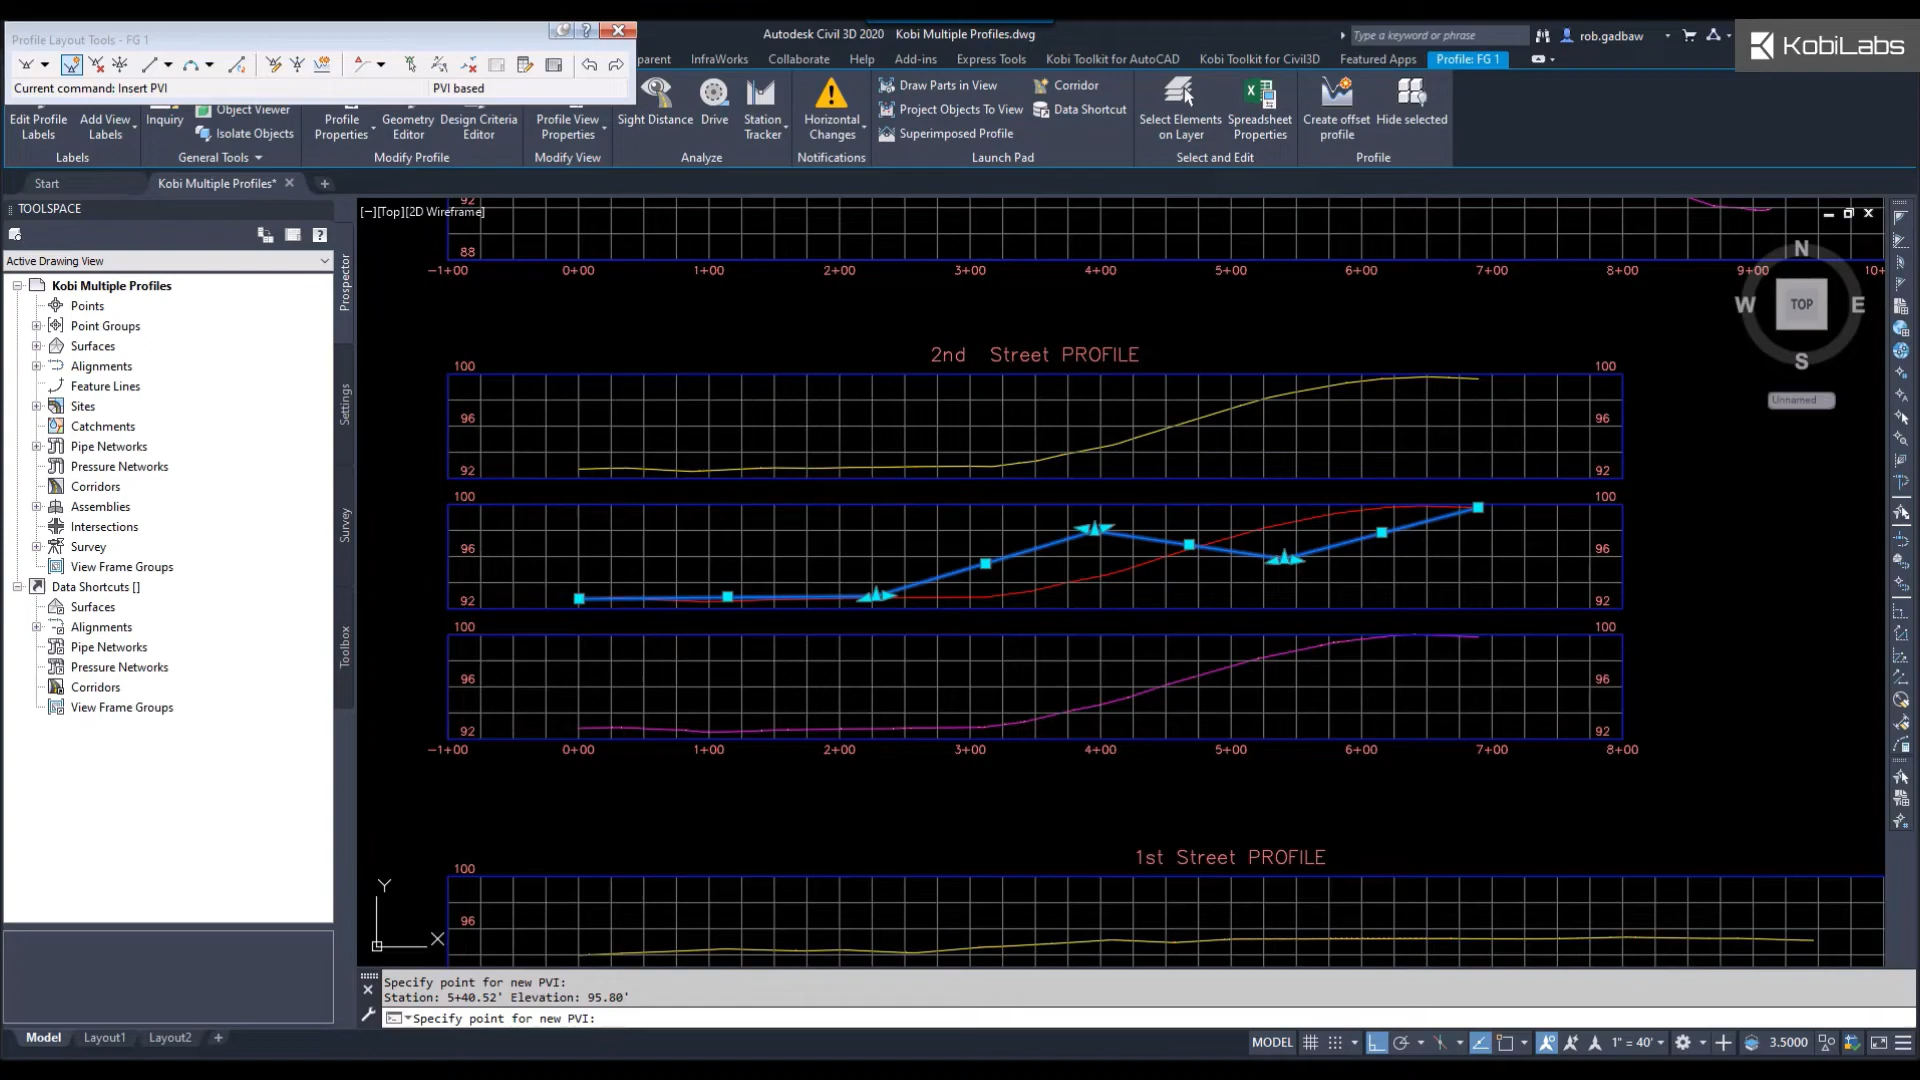 Profile Layout Tools - FG 1
Current command: Insert PVI
PVI based
Autodesk Civil 3D 2020 Kobi Multiple Profiles.dwg
Type a keyword or phrase
rob.gadbaw
KobiLabs
parent
InfraWorks
Collaborate
Help
Add-ins
Express Tools
Kobi Toolkit for AutoCAD
Kobi Toolkit for Civil3D
Featured Apps
Profile: FG 1
Edit Profile Labels
Add View Labels
Labels
Inquiry
Object Viewer
Isolate Objects
General Tools
Profile Properties
Geometry Editor
Design Criteria Editor
Modify Profile
Profile View Properties
Modify View
Sight Distance
Drive
Station Tracker
Analyze
Horizontal Changes
Notifications
Draw Parts in View
Project Objects To View
Superimposed Profile
Corridor
Data Shortcut
Launch Pad
Select Elements on Layer
Spreadsheet Properties
Select and Edit
Create offset profile
Hide selected
Profile
Start
Kobi Multiple Profiles*
TOOLSPACE
Active Drawing View
Kobi Multiple Profiles
Points
Point Groups
Surfaces
Alignments
Feature Lines
Sites
Catchments
Pipe Networks
Pressure Networks
Corridors
Assemblies
Intersections
Survey
View Frame Groups
Data Shortcuts []
Surfaces
Alignments
Pipe Networks
Pressure Networks
Corridors
View Frame Groups
Prospector
Settings
Survey
Toolbox
[−][Top][2D Wireframe]
92
88
−1+00 0+00 1+00 2+00 3+00 4+00 5+00 6+00 7+00 8+00 9+00 10+
N
W TOP E
S
Unnamed
2nd Street PROFILE
100 100
96 96
92 92
100 100
96 96
92 92
100 100
96 96
92 92
−1+00 0+00 1+00 2+00 3+00 4+00 5+00 6+00 7+00 8+00
1st Street PROFILE
100
96
Y
X
Specify point for new PVI:
Station: 5+40.52' Elevation: 95.80'
Specify point for new PVI:
Model
Layout1
Layout2
MODEL
1" = 40'
3.5000